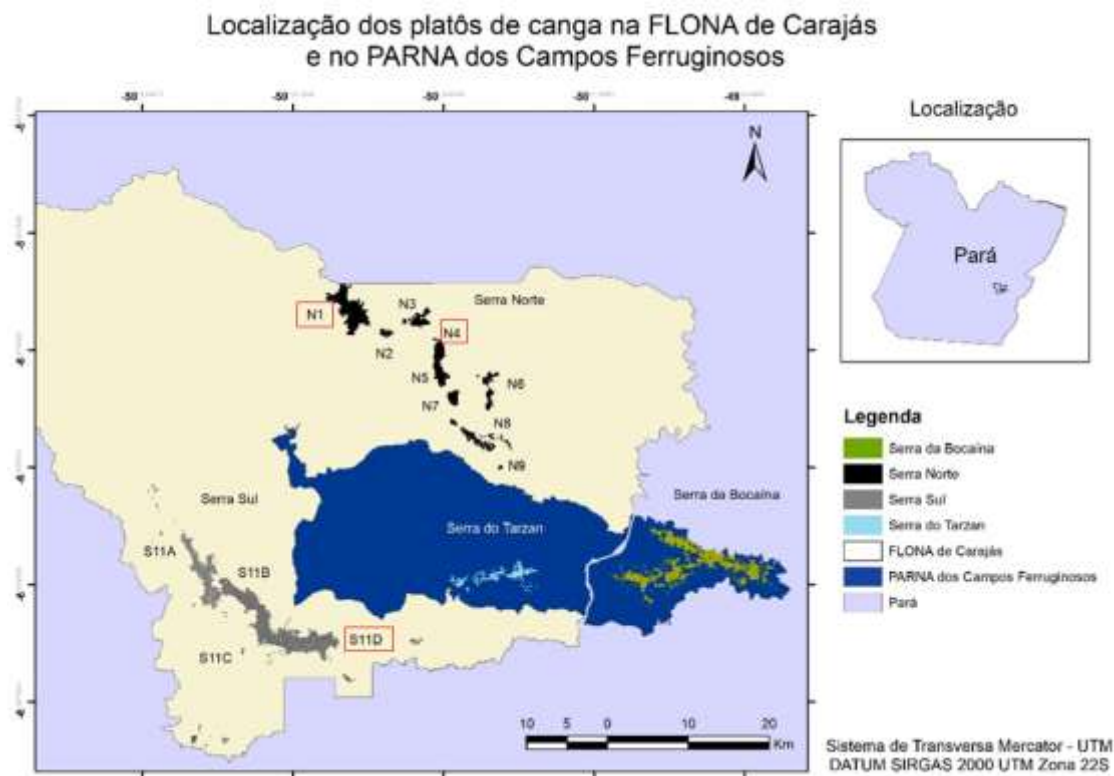 Localização dos platôs de canga na FLONA de Carajás
e no PARNA dos Campos Ferruginosos
N
Localização
Pará
N1
N3
Serra Norte
N4
N2
N5
N6
N7
N8
N9
Serra Sul
Serra do Tarzan
Serra da Bocaína
S11A
S11B
S11C
S11D
10 5 0 10 20
Km
Legenda
Serra da Bocaína
Serra Norte
Serra Sul
Serra do Tarzan
FLONA de Carajás
PARNA dos Campos Ferruginosos
Pará
Sistema de Transversa Mercator - UTM
DATUM SIRGAS 2000 UTM Zona 22S